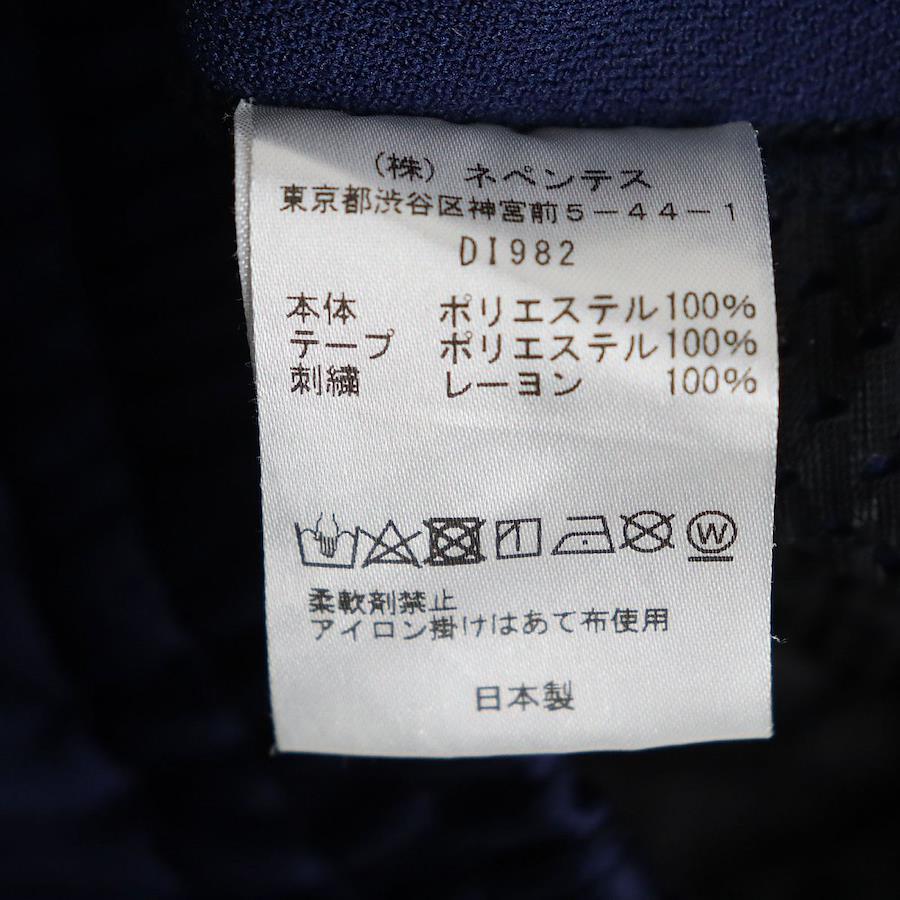 （株）ネペンテス
東京都渋谷区神宮前５－４４－１
DI982
本体 ポリエステル100%
テープ ポリエステル100%
刺繍 レーヨン 100%
W
柔軟剤禁止
アイロン掛けはあて布使用
日本製